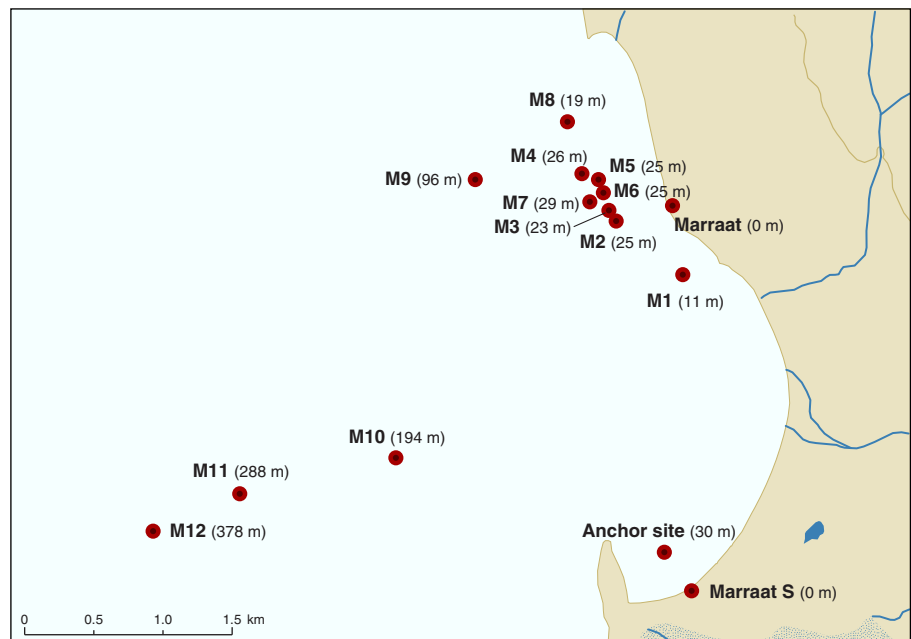 M8 (19 m)
M4 (26 m)
M5 (25 m)
M9 (96 m)
M6 (25 m)
M7 (29 m)
M3 (23 m)
Marraat (0 m)
M2 (25 m)
M1 (11 m)
M10 (194 m)
M11 (288 m)
M12 (378 m)
Anchor site (30 m)
Marraat S (0 m)
0 0.5 1.0 1.5 km